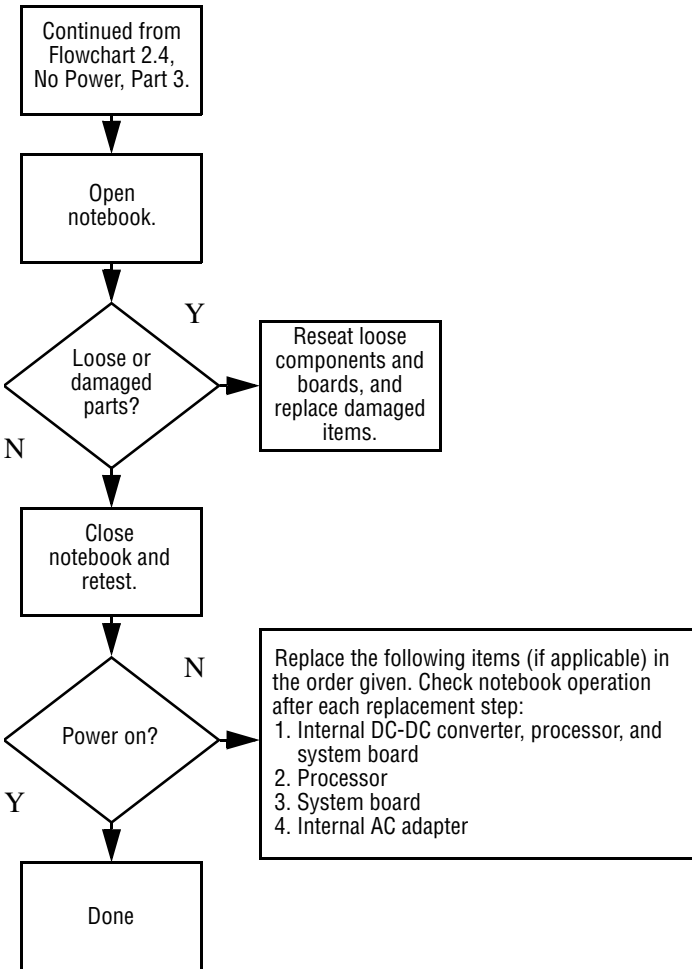 Continued from
Flowchart 2.4,
No Power, Part 3.
Open
notebook.
Y
Loose or
damaged
parts?
Reseat loose
components and
boards, and
replace damaged
items.
N
Close
notebook and
retest.
N
Power on?
Replace the following items (if applicable) in
the order given. Check notebook operation
after each replacement step:
1. Internal DC-DC converter, processor, and
system board
2. Processor
3. System board
4. Internal AC adapter
Y
Done